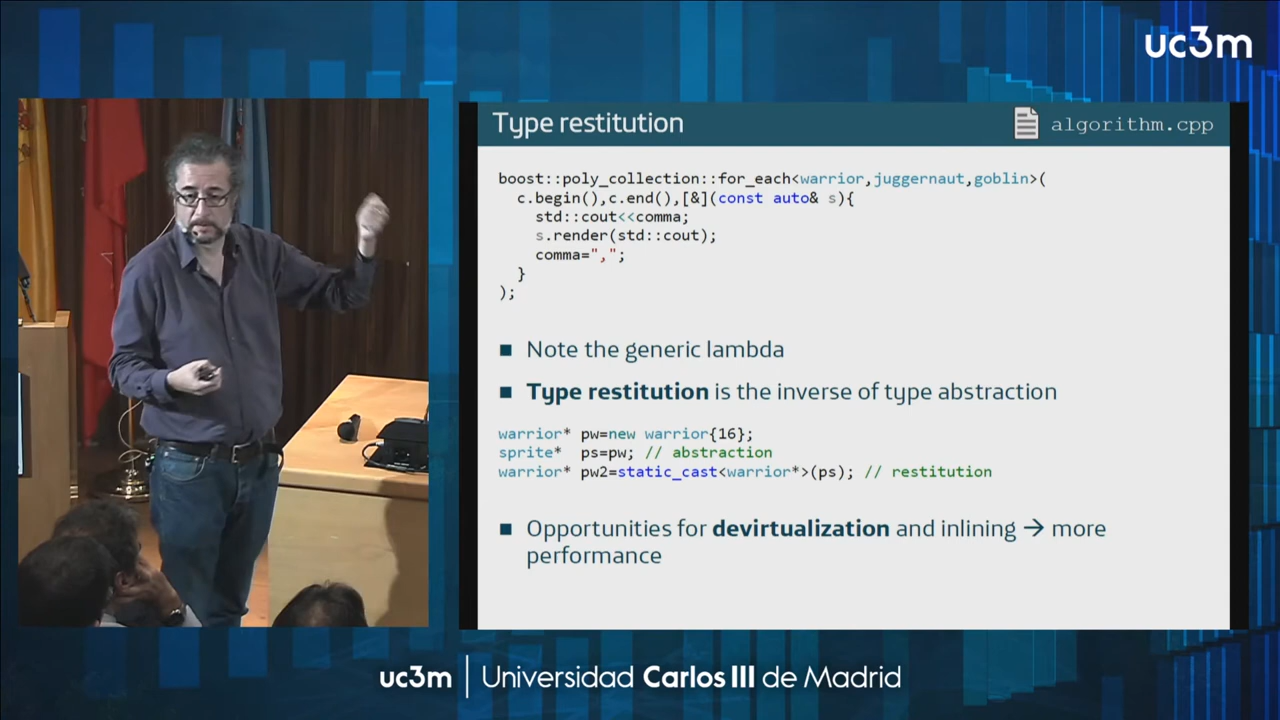 uc3m
Type restitution
algorithm.cpp
boost::poly_collection::for_each<warrior,juggernaut,goblin>(
c.begin(),c.end(),[&](const auto& s){
std::cout<<comma;
s.render(std::cout);
comma=",";
}
);
■ Note the generic lambda
■ Type restitution is the inverse of type abstraction
warrior* pw=new warrior{16};
sprite* ps=pw; // abstraction
warrior* pw2=static_cast<warrior*>(ps); // restitution
■ Opportunities for devirtualization and inlining → more
performance
uc3m | Universidad Carlos III de Madrid